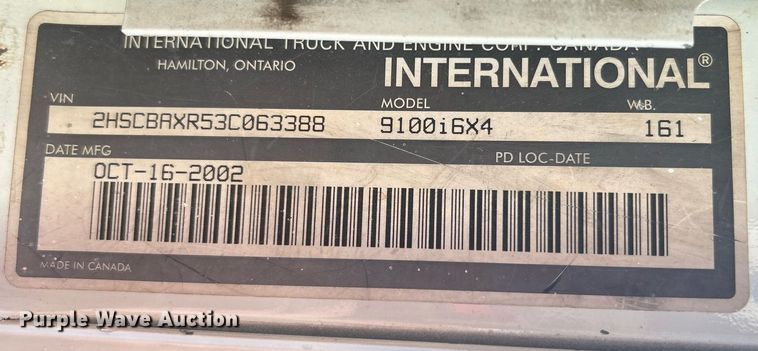 INTERNATIONAL TRUCK AND ENGINE CORP. CANADA
HAMILTON, ONTARIO
INTERNATIONAL®
VIN MODEL W.B.
2HSCBAXR53C063388 9100i6X4 161
DATE MFG PD LOC-DATE
OCT-16-2002
MADE IN CANADA
Purple Wave Auction